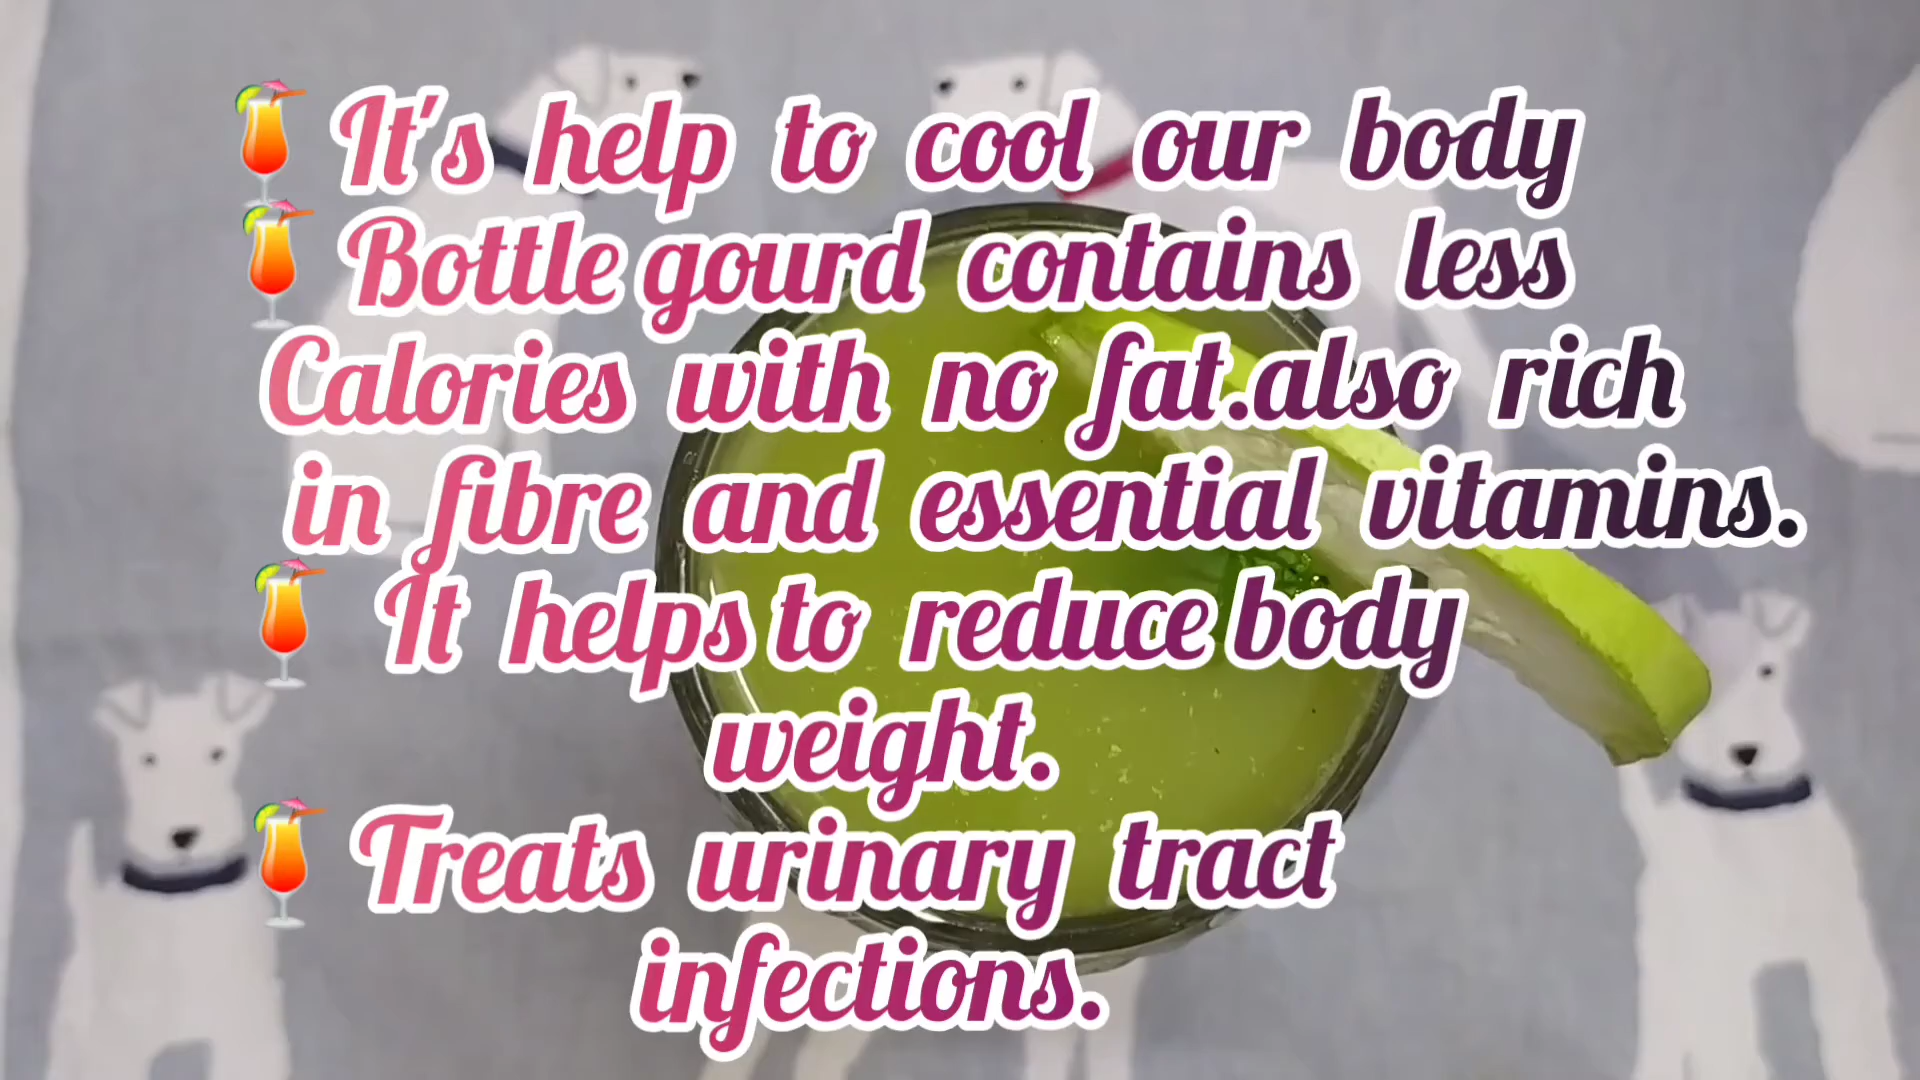 🍹It's help to cool our body
🍹Bottle gourd contains less
Calories with no fat.also rich
in fibre and essential vitamins.
🍹It helps to reduce body
weight.
🍹Treats urinary tract
infections.